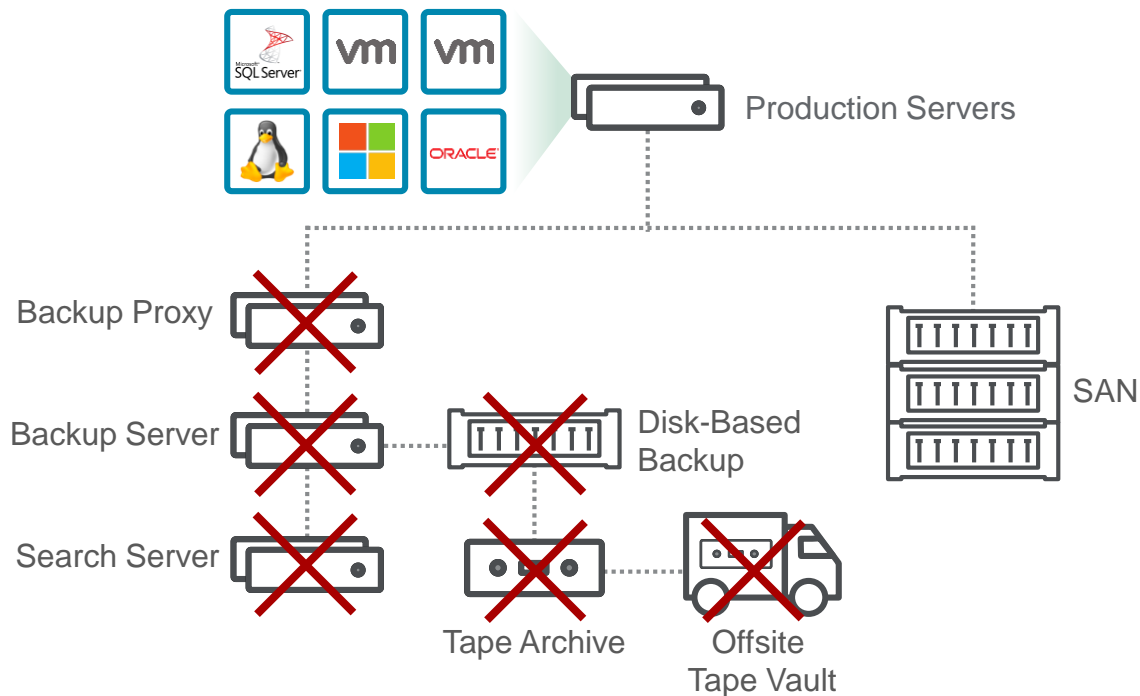 Microsoft®
SQL Server®
vm
vm
ORACLE®
Production Servers
Backup Proxy
Backup Server
Disk-Based
Backup
SAN
Search Server
Tape Archive
Offsite
Tape Vault